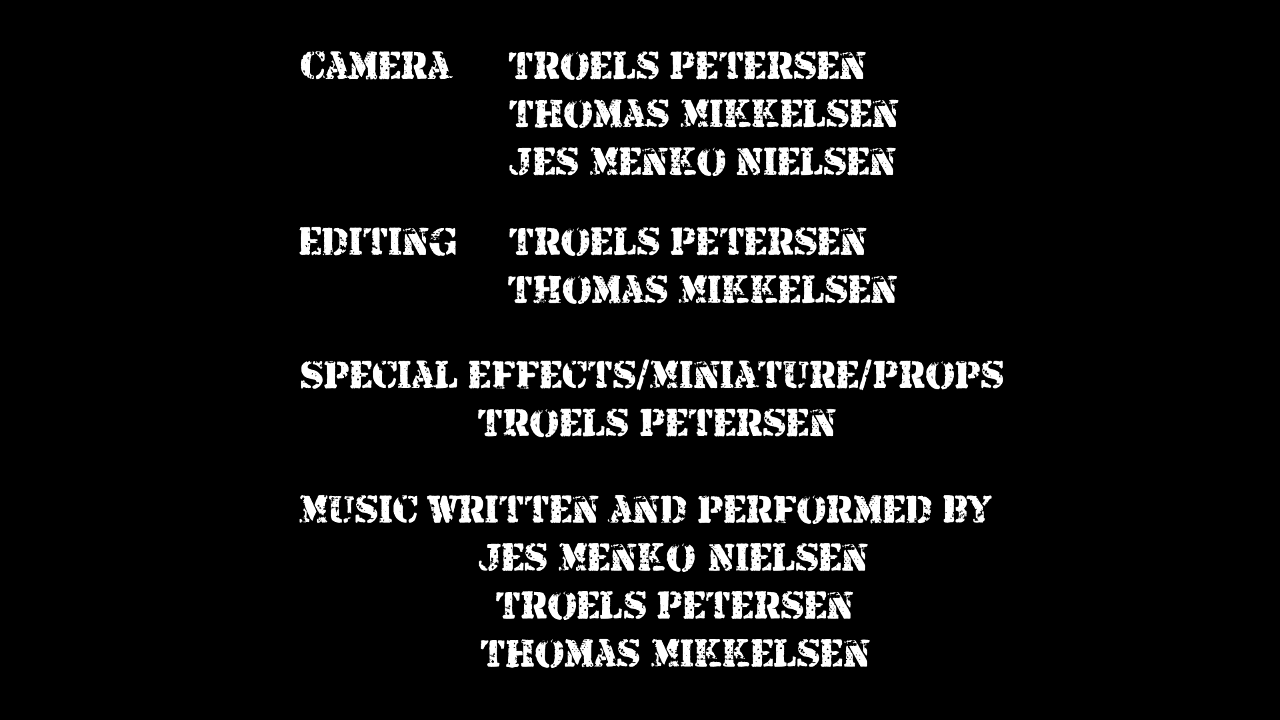 CAMERA TROELS PETERSEN
THOMAS MIKKELSEN
JES MENKO NIELSEN
EDITING TROELS PETERSEN
THOMAS MIKKELSEN
SPECIAL EFFECTS/MINIATURE/PROPS
TROELS PETERSEN
MUSIC WRITTEN AND PERFORMED BY
JES MENKO NIELSEN
TROELS PETERSEN
THOMAS MIKKELSEN